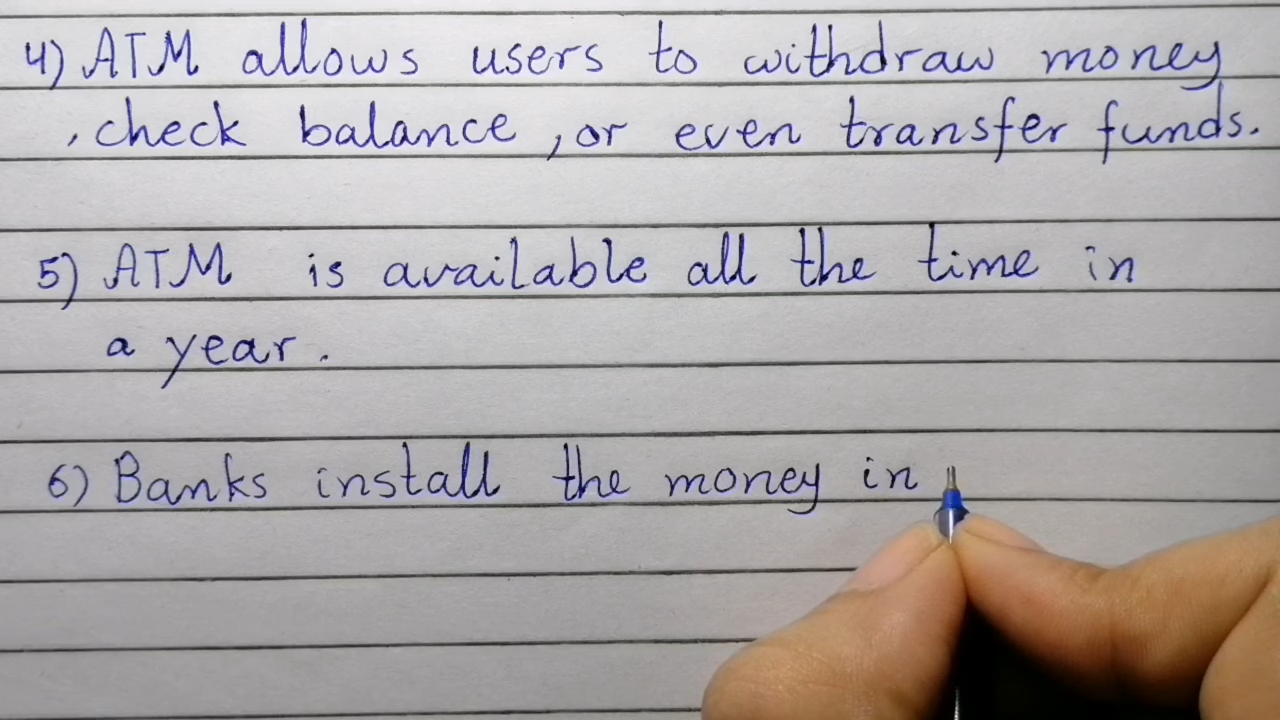 4) ATM allows users to withdraw money
, check balance , or even transfer funds.
5) ATM is available all the time in
a year.
6) Banks install the money in